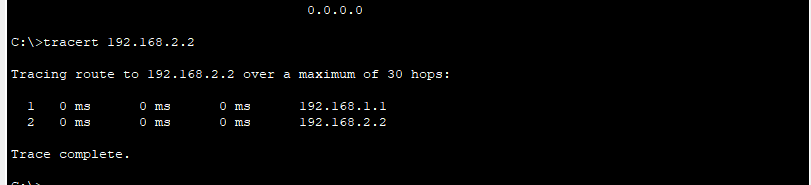 0.0.0.0
C:\>tracert 192.168.2.2
Tracing route to 192.168.2.2 over a maximum of 30 hops:
1 0 ms 0 ms 0 ms 192.168.1.1
2 0 ms 0 ms 0 ms 192.168.2.2
Trace complete.
C:\>